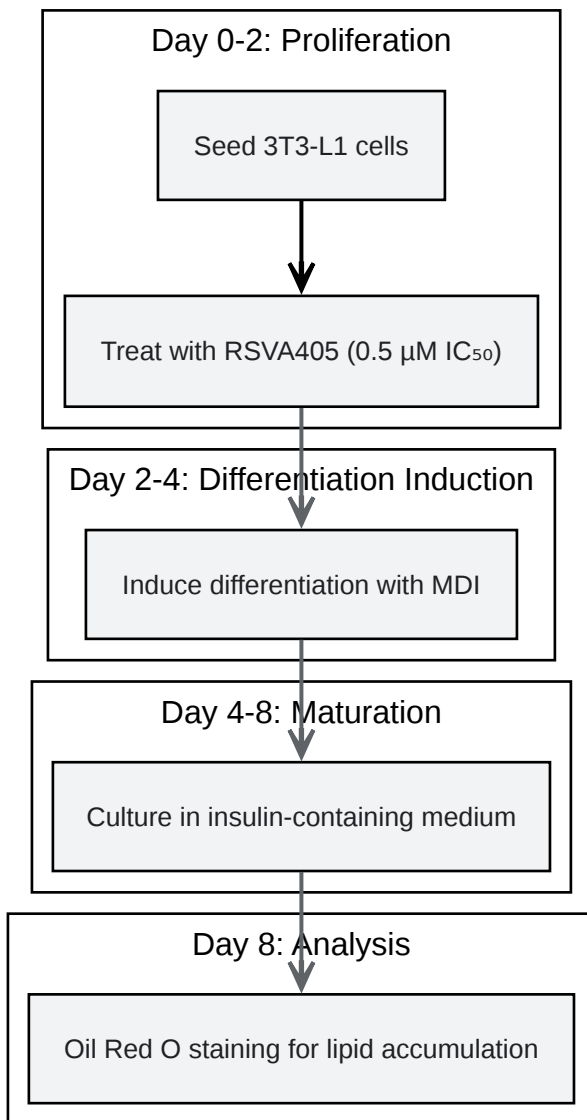 Day 0-2: Proliferation
Seed 3T3-L1 cells
Treat with RSVA405 (0.5 µM IC₅₀)
Day 2-4: Differentiation Induction
Induce differentiation with MDI
Day 4-8: Maturation
Culture in insulin-containing medium
Day 8: Analysis
Oil Red O staining for lipid accumulation